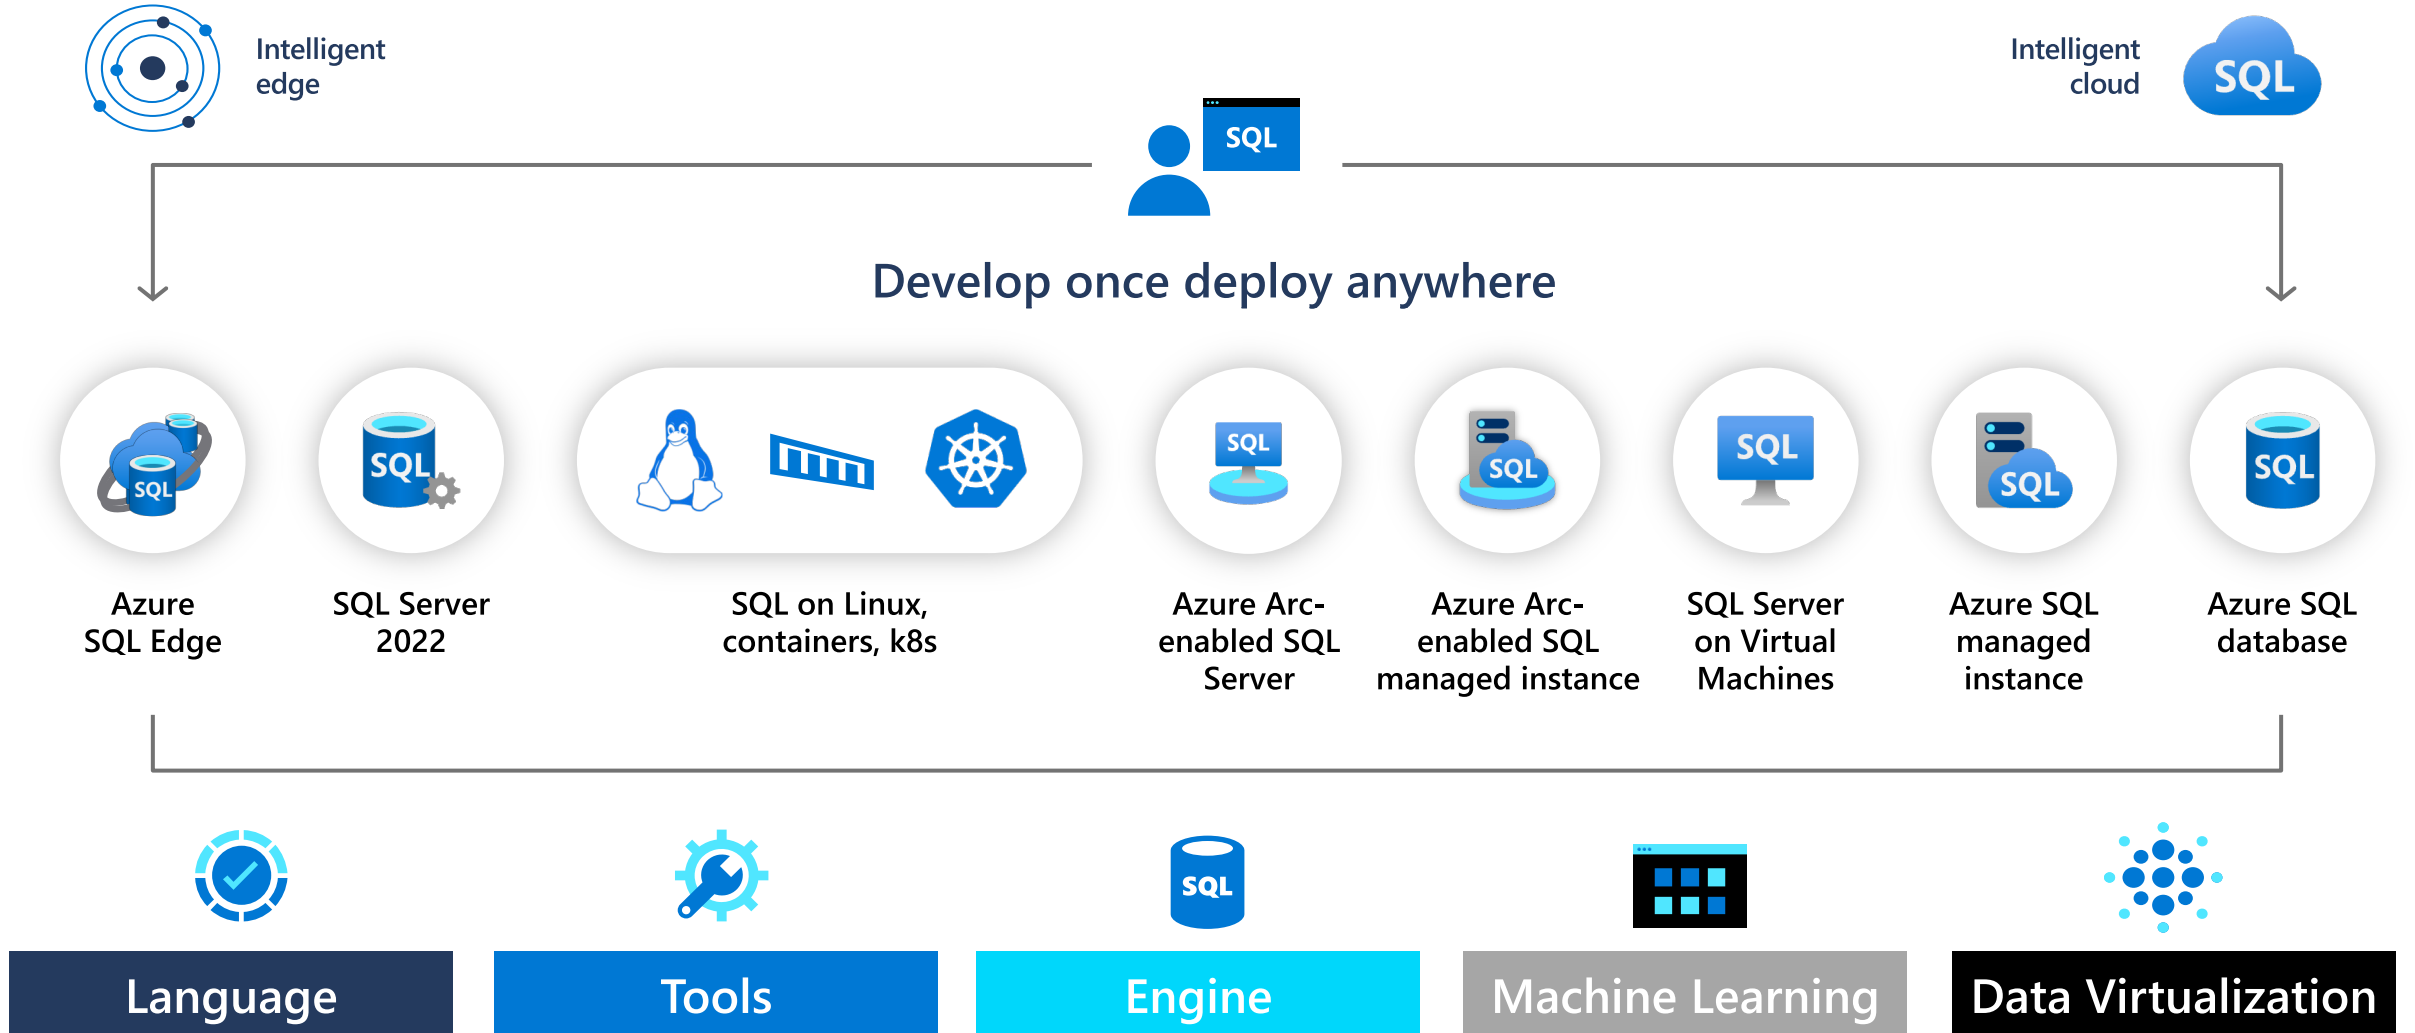 Intelligent
edge
Intelligent
cloud
SQL
SQL
Develop once deploy anywhere
SQL
SQL
SQL
SQL
SQL
SQL
SQL
Azure
SQL Edge
SQL Server
2022
SQL on Linux,
containers, k8s
Azure Arc-
enabled SQL
Server
Azure Arc-
enabled SQL
managed instance
SQL Server
on Virtual
Machines
Azure SQL
managed
instance
Azure SQL
database
SQL
Language
Tools
Engine
Machine Learning
Data Virtualization